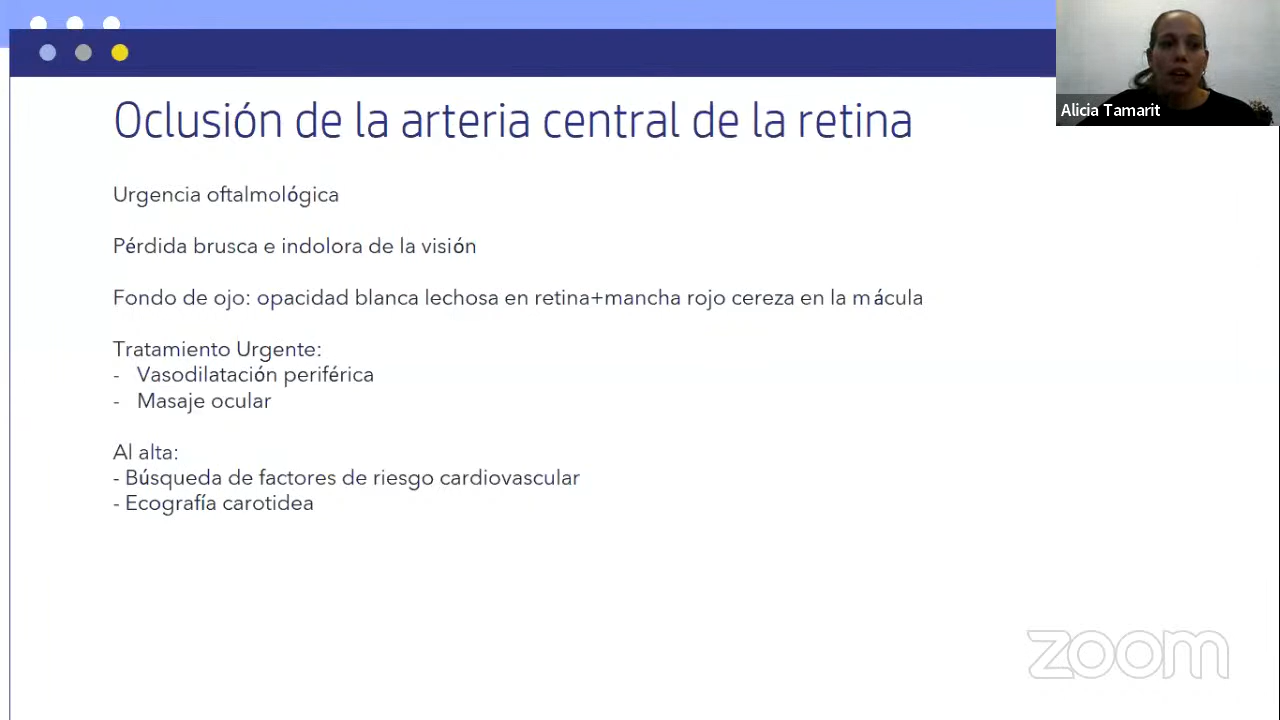 Oclusión de la arteria central de la retina
Alicia Tamarit
Urgencia oftalmológica
Pérdida brusca e indolora de la visión
Fondo de ojo: opacidad blanca lechosa en retina+mancha rojo cereza en la mácula
Tratamiento Urgente:
- Vasodilatación periférica
- Masaje ocular
Al alta:
- Búsqueda de factores de riesgo cardiovascular
- Ecografía carotidea
zoom